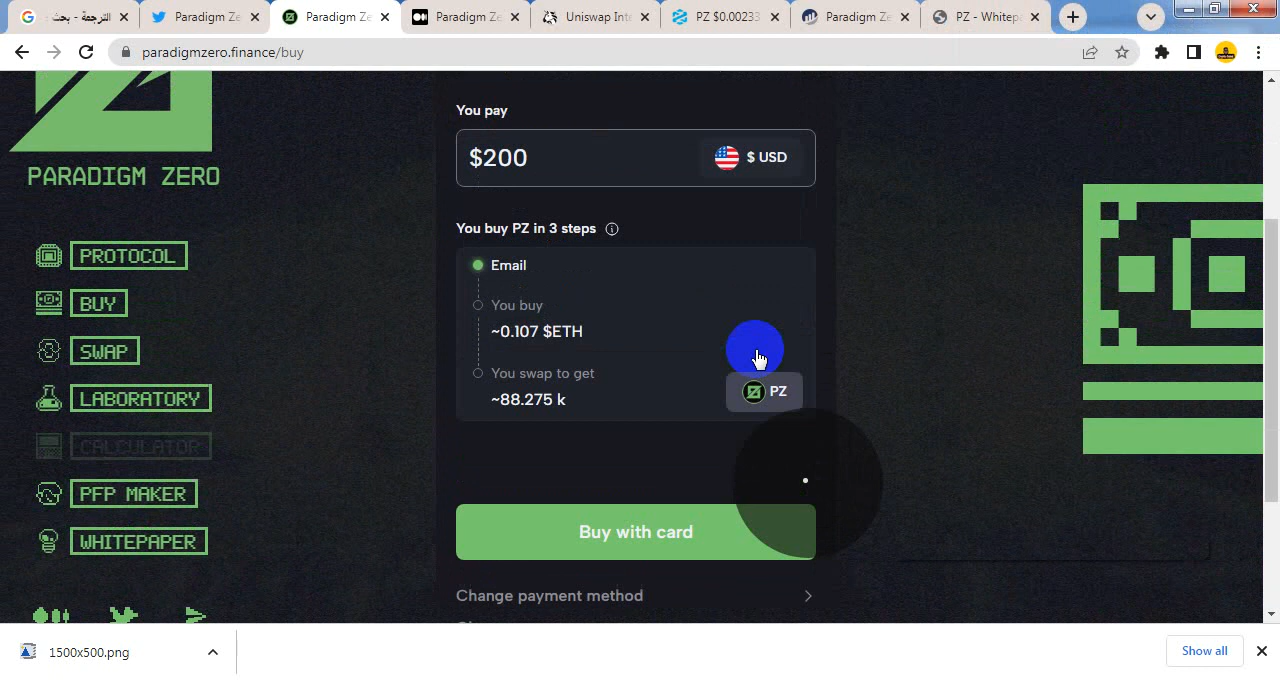 الترجمة - بحث
Paradigm Ze
Paradigm Ze
Paradigm Ze
Uniswap Inte
PZ $0.00233
Paradigm Ze
PZ - Whitepa
paradigmzero.finance/buy
PARADIGM ZERO
PROTOCOL
BUY
SWAP
LABORATORY
CALCULATOR
PFP MAKER
WHITEPAPER
You pay
$200
$ USD
You buy PZ in 3 steps
Email
You buy
~0.107 $ETH
You swap to get
~88.275 k
PZ
Buy with card
Change payment method
1500x500.png
Show all